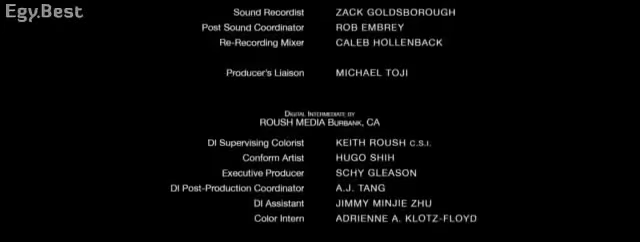 Egy.Best
Sound Recordist ZACK GOLDSBOROUGH
Post Sound Coordinator ROB EMBREY
Re-Recording Mixer CALEB HOLLENBACK
Producer's Liaison MICHAEL TOJI
DIGITAL INTERMEDIATE BY
ROUSH MEDIA BURBANK, CA
DI Supervising Colorist KEITH ROUSH C.S.I.
Conform Artist HUGO SHIH
Executive Producer SCHY GLEASON
DI Post-Production Coordinator A.J. TANG
DI Assistant JIMMY MINJIE ZHU
Color Intern ADRIENNE A. KLOTZ-FLOYD